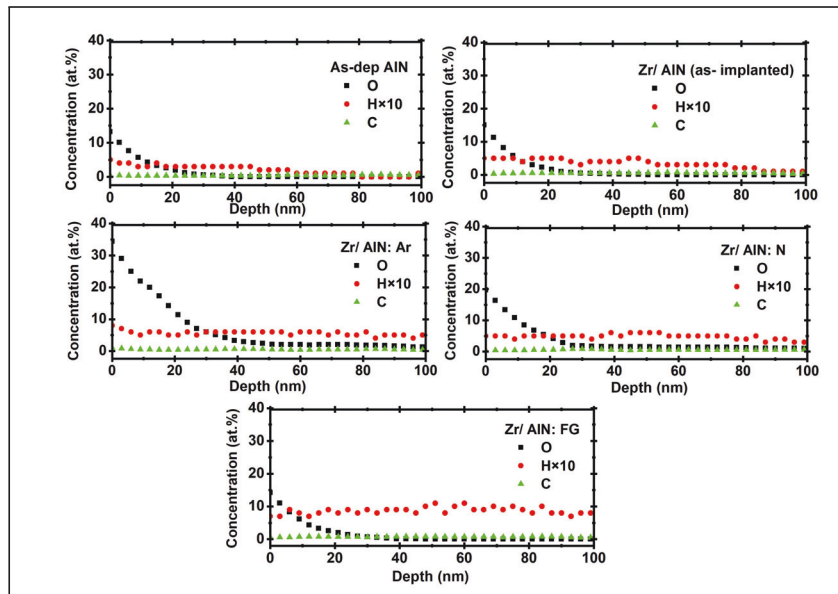 40
30
20
10
0
Concentration (at.%)
As-dep AlN
O
H×10
C
0 20 40 60 80 100
Depth (nm)
40
30
20
10
0
Concentration (at.%)
Zr/ AlN (as- implanted)
O
H×10
C
0 20 40 60 80 100
Depth (nm)
40
30
20
10
0
Concentration (at.%)
Zr/ AlN: Ar
O
H×10
C
0 20 40 60 80 100
Depth (nm)
40
30
20
10
0
Concentration (at.%)
Zr/ AlN: N
O
H×10
C
0 20 40 60 80 100
Depth (nm)
40
30
20
10
0
Concentration (at.%)
Zr/ AlN: FG
O
H×10
C
0 20 40 60 80 100
Depth (nm)